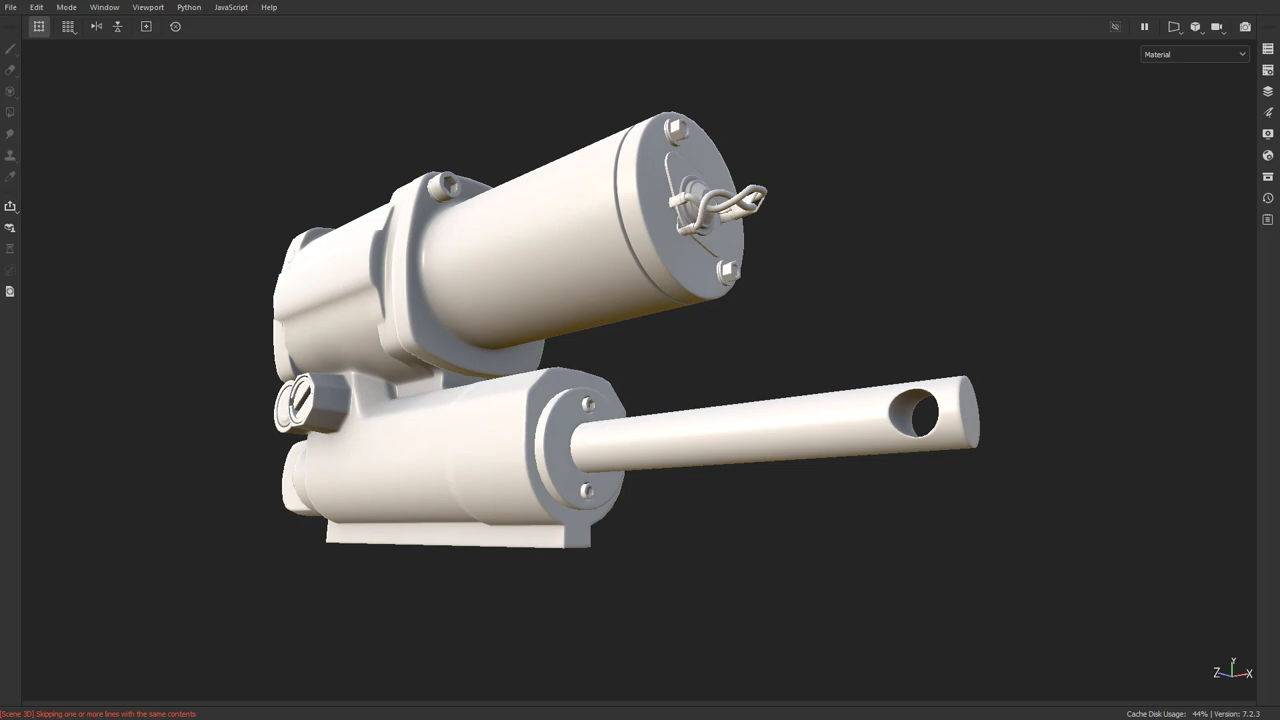 File Edit Mode Window Viewport Python JavaScript Help
Material
Y
Z X
[Scene 3D] Skipping one or more lines with the same contents
Cache Disk Usage: 44% | Version: 7.2.3